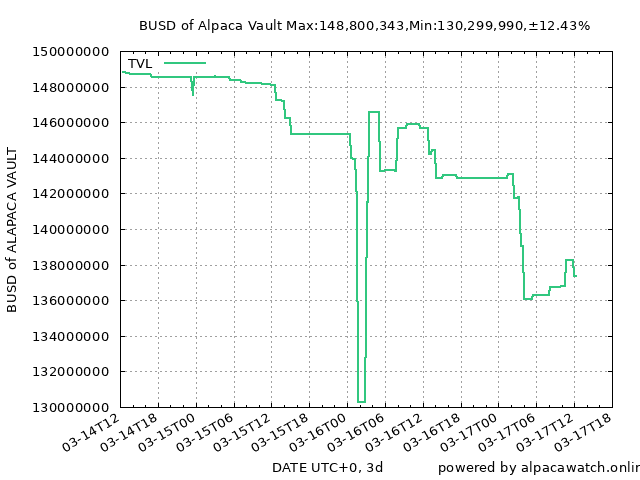 BUSD of Alpaca Vault Max:148,800,343,Min:130,299,990,±12.43%
TVL
150000000
148000000
146000000
144000000
142000000
140000000
138000000
136000000
134000000
132000000
130000000
BUSD of ALAPACA VAULT
03-14T12
03-14T18
03-15T00
03-15T06
03-15T12
03-15T18
03-16T00
03-16T06
03-16T12
03-16T18
03-17T00
03-17T06
03-17T12
03-17T18
DATE UTC+0, 3d
powered by alpacawatch.onlin